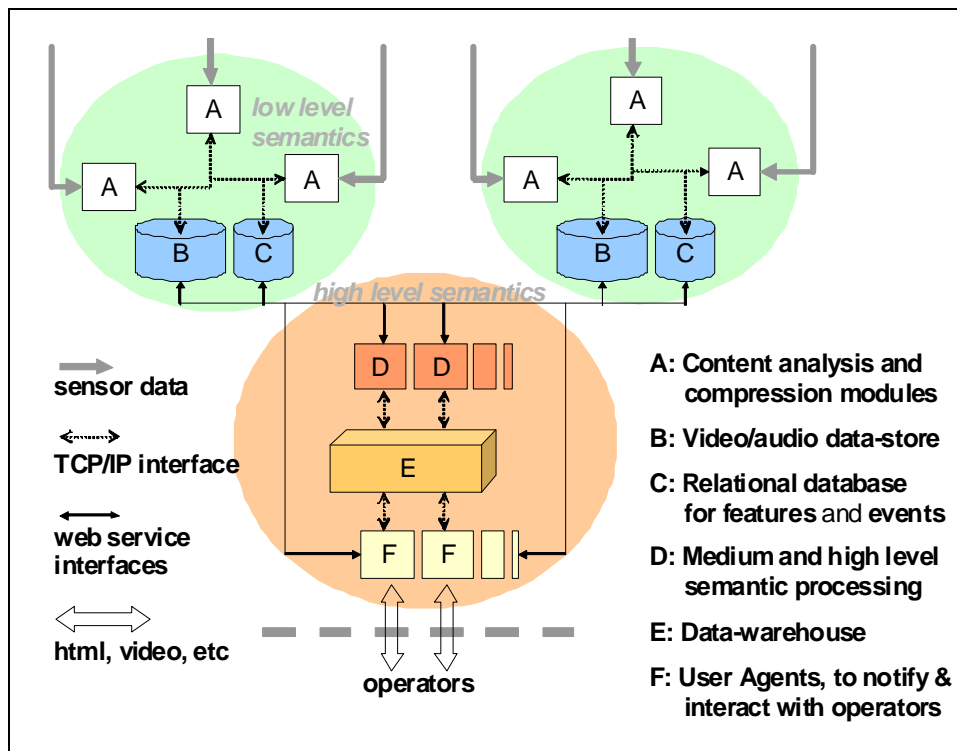 A
A
A
low level
semantics
A
A
A
B
C
B
C
high level semantics
D
D
E
F
F
operators
sensor data
TCP/IP interface
web service
interfaces
html, video, etc
A: Content analysis and
compression modules
B: Video/audio data-store
C: Relational database
for features and events
D: Medium and high level
semantic processing
E: Data-warehouse
F: User Agents, to notify &
interact with operators